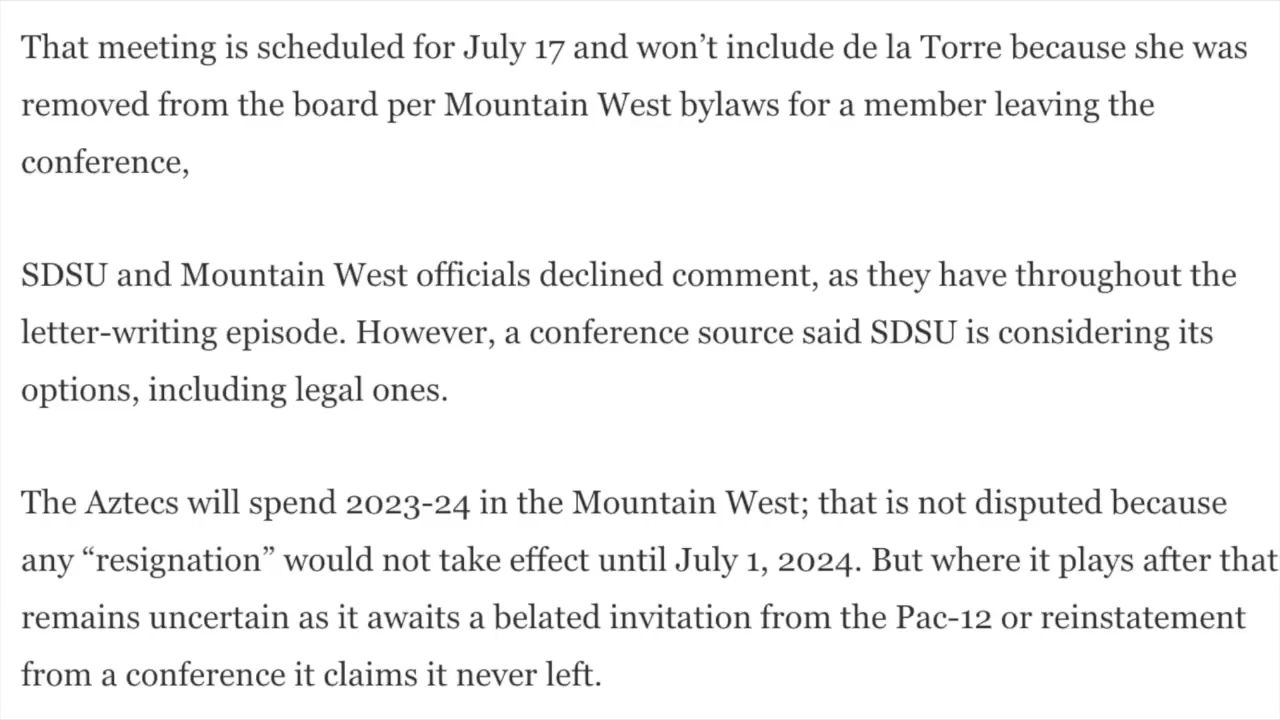 That meeting is scheduled for July 17 and won’t include de la Torre because she was
removed from the board per Mountain West bylaws for a member leaving the
conference,
SDSU and Mountain West officials declined comment, as they have throughout the
letter-writing episode. However, a conference source said SDSU is considering its
options, including legal ones.
The Aztecs will spend 2023-24 in the Mountain West; that is not disputed because
any “resignation” would not take effect until July 1, 2024. But where it plays after that
remains uncertain as it awaits a belated invitation from the Pac-12 or reinstatement
from a conference it claims it never left.